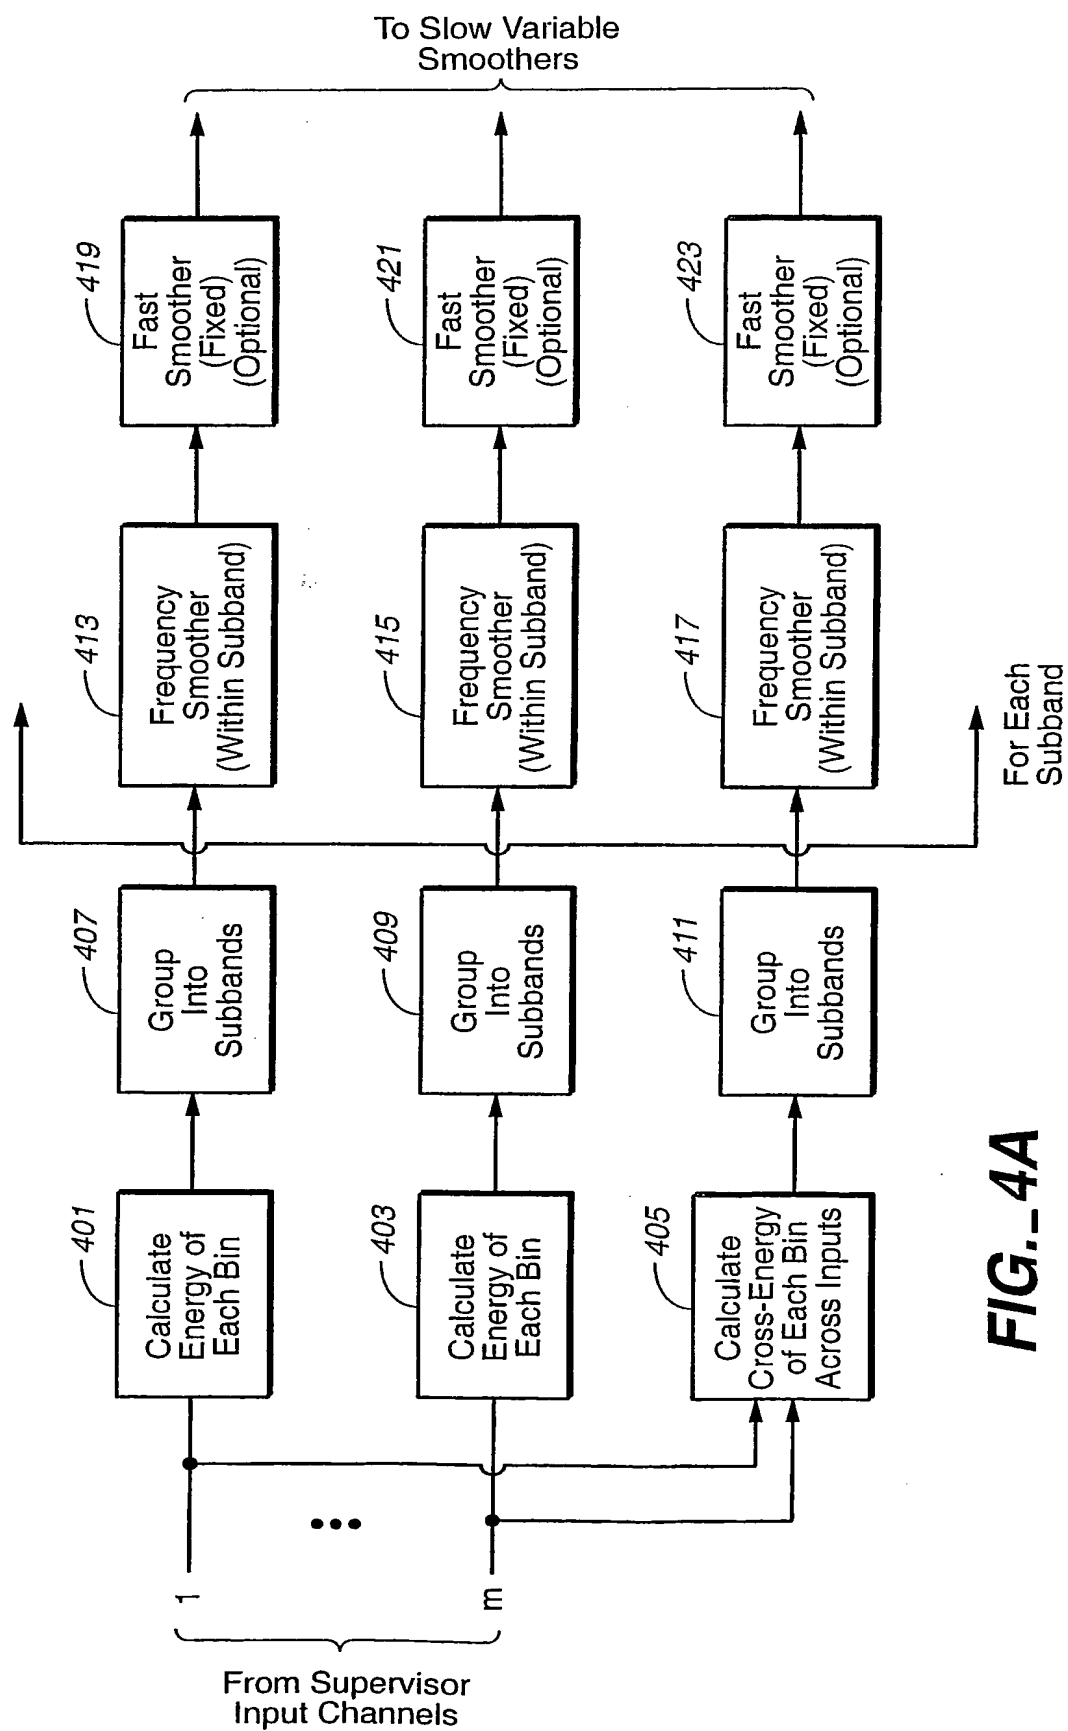 To Slow Variable
Smoothers
419
Fast
Smoother
(Fixed)
(Optional)
421
Fast
Smoother
(Fixed)
(Optional)
423
Fast
Smoother
(Fixed)
(Optional)
413
Frequency
Smoother
(Within Subband)
415
Frequency
Smoother
(Within Subband)
417
Frequency
Smoother
(Within Subband)
For Each
Subband
407
Group
Into
Subbands
409
Group
Into
Subbands
411
Group
Into
Subbands
401
Calculate
Energy of
Each Bin
403
Calculate
Energy of
Each Bin
405
Calculate
Cross-Energy
of Each Bin
Across Inputs
1
m
From Supervisor
Input Channels
FIG._4A